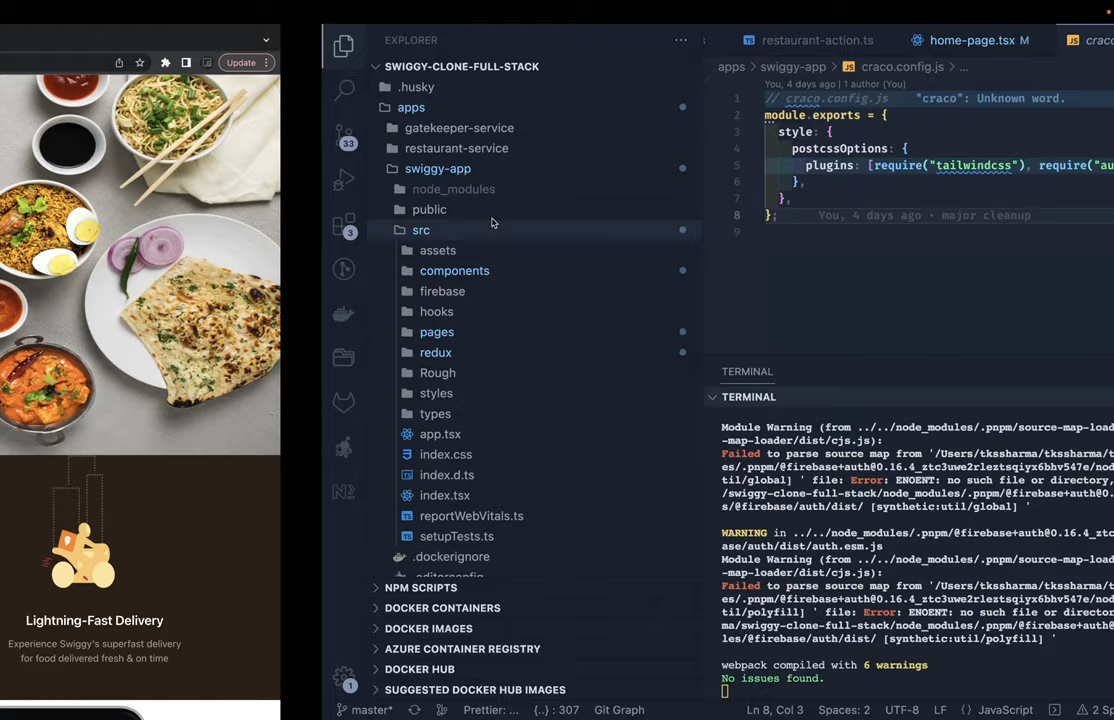 Update
Lightning-Fast Delivery
Experience Swiggy's superfast delivery
for food delivered fresh & on time
EXPLORER
SWIGGY-CLONE-FULL-STACK
.husky
apps
gatekeeper-service
restaurant-service
swiggy-app
node_modules
public
src
assets
components
firebase
hooks
pages
redux
Rough
styles
types
app.tsx
index.css
index.d.ts
index.tsx
reportWebVitals.ts
setupTests.ts
.dockerignore
.editorconfig
NPM SCRIPTS
DOCKER CONTAINERS
DOCKER IMAGES
AZURE CONTAINER REGISTRY
DOCKER HUB
SUGGESTED DOCKER HUB IMAGES
33
3
1
TS restaurant-action.ts
home-page.tsx M
JS craco
apps > swiggy-app > JS craco.config.js > ...
You, 4 days ago | 1 author (You)
1 // craco.config.js "craco": Unknown word.
2 module.exports = {
3 style: {
4 postcssOptions: {
5 plugins: [require("tailwindcss"), require("au
6 },
7 },
8 }; You, 4 days ago • major cleanup
9
TERMINAL
TERMINAL
Module Warning (from ../../node_modules/.pnpm/source-map-load
-map-loader/dist/cjs.js):
Failed to parse source map from '/Users/tkssharma/t
es/.pnpm/@firebase+auth@0.16.4_ztc3uwe2rleztsqiyx6bhv547e/nod
til/global] ' file: Error: ENOENT: no such file or directory,
/swiggy-clone-full-stack/node_modules/.pnpm/@firebase+auth@0.
s/@firebase/auth/dist/ [synthetic:util/global] '
WARNING in ../../node_modules/.pnpm/@firebase+auth@0.16.4_ztc
ase/auth/dist/auth.esm.js
Module Warning (from ../../node_modules/.pnpm/source-map-load
-map-loader/dist/cjs.js):
Failed to parse source map from '/Users/tkssharma/t
es/.pnpm/@firebase+auth@0.16.4_ztc3uwe2rleztsqiyx6bhv547e/nod
til/polyfill] ' file: Error: ENOENT: no such file or director
ma/swiggy-clone-full-stack/node_modules/.pnpm/@firebase+auth@
les/@firebase/auth/dist/ [synthetic:util/polyfill] '
webpack compiled with 6 warnings
No issues found.
master* Prettier: ... {..} : 307 Git Graph
Ln 8, Col 3 Spaces: 2 UTF-8 LF {} JavaScript 2 Sp